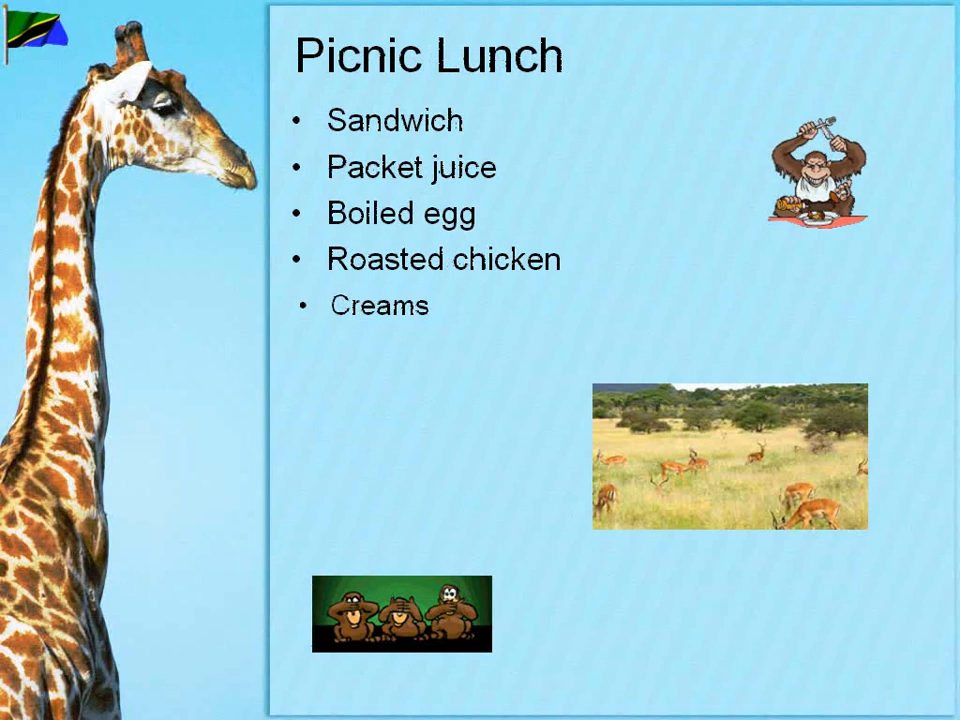 Picnic Lunch
• Sandwich
• Packet juice
• Boiled egg
• Roasted chicken
• Creams